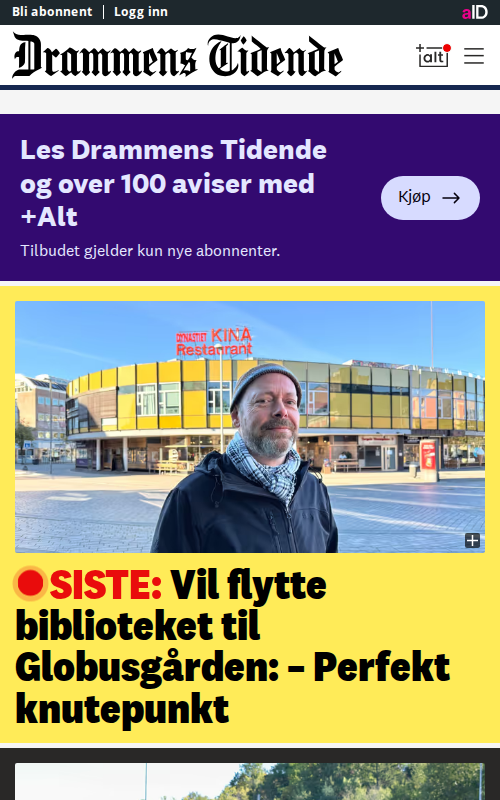 Bli abonnent
Logg inn
aID
Drammens Tidende
+alt
Les Drammens Tidende
og over 100 aviser med
+Alt
Tilbudet gjelder kun nye abonnenter.
Kjøp
DYNASTIET KINA
Restaurant
SISTE: Vil flytte
biblioteket til
Globusgården: – Perfekt
knutepunkt